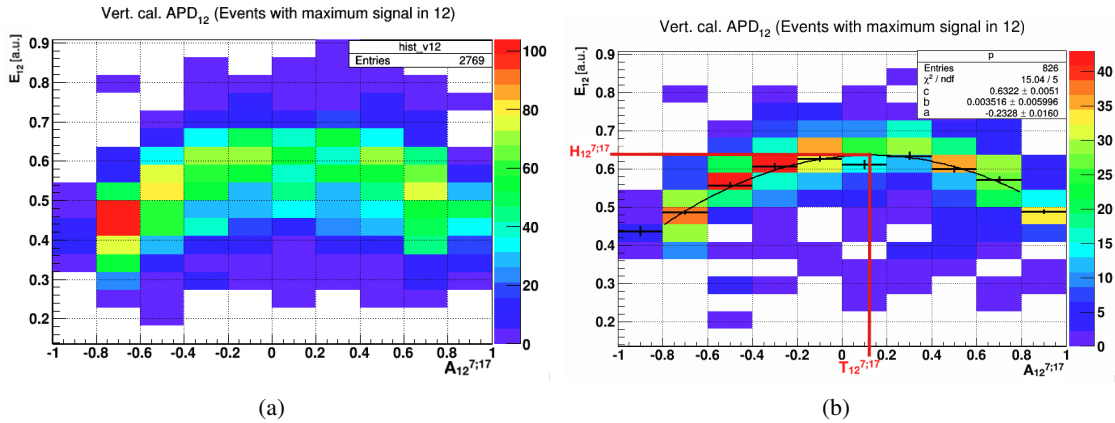 Vert. cal. APD12 (Events with maximum signal in 12)
E12 [a.u.]
hist_v12
Entries 2769
0.9
0.8
0.7
0.6
0.5
0.4
0.3
0.2
-1 -0.8 -0.6 -0.4 -0.2 0 0.2 0.4 0.6 0.8 1
A12^7;17
100
80
60
40
20
0
(a)
Vert. cal. APD12 (Events with maximum signal in 12)
E12 [a.u.]
p
Entries 826
χ² / ndf 15.04 / 5
c 0.6322 ± 0.0051
b 0.003516 ± 0.005996
a -0.2328 ± 0.0160
0.9
0.8
0.7
H12^7;17
0.6
0.5
0.4
0.3
0.2
-1 -0.8 -0.6 -0.4 -0.2 0 0.2 0.4 0.6 0.8 1
T12^7;17
A12^7;17
40
35
30
25
20
15
10
5
0
(b)